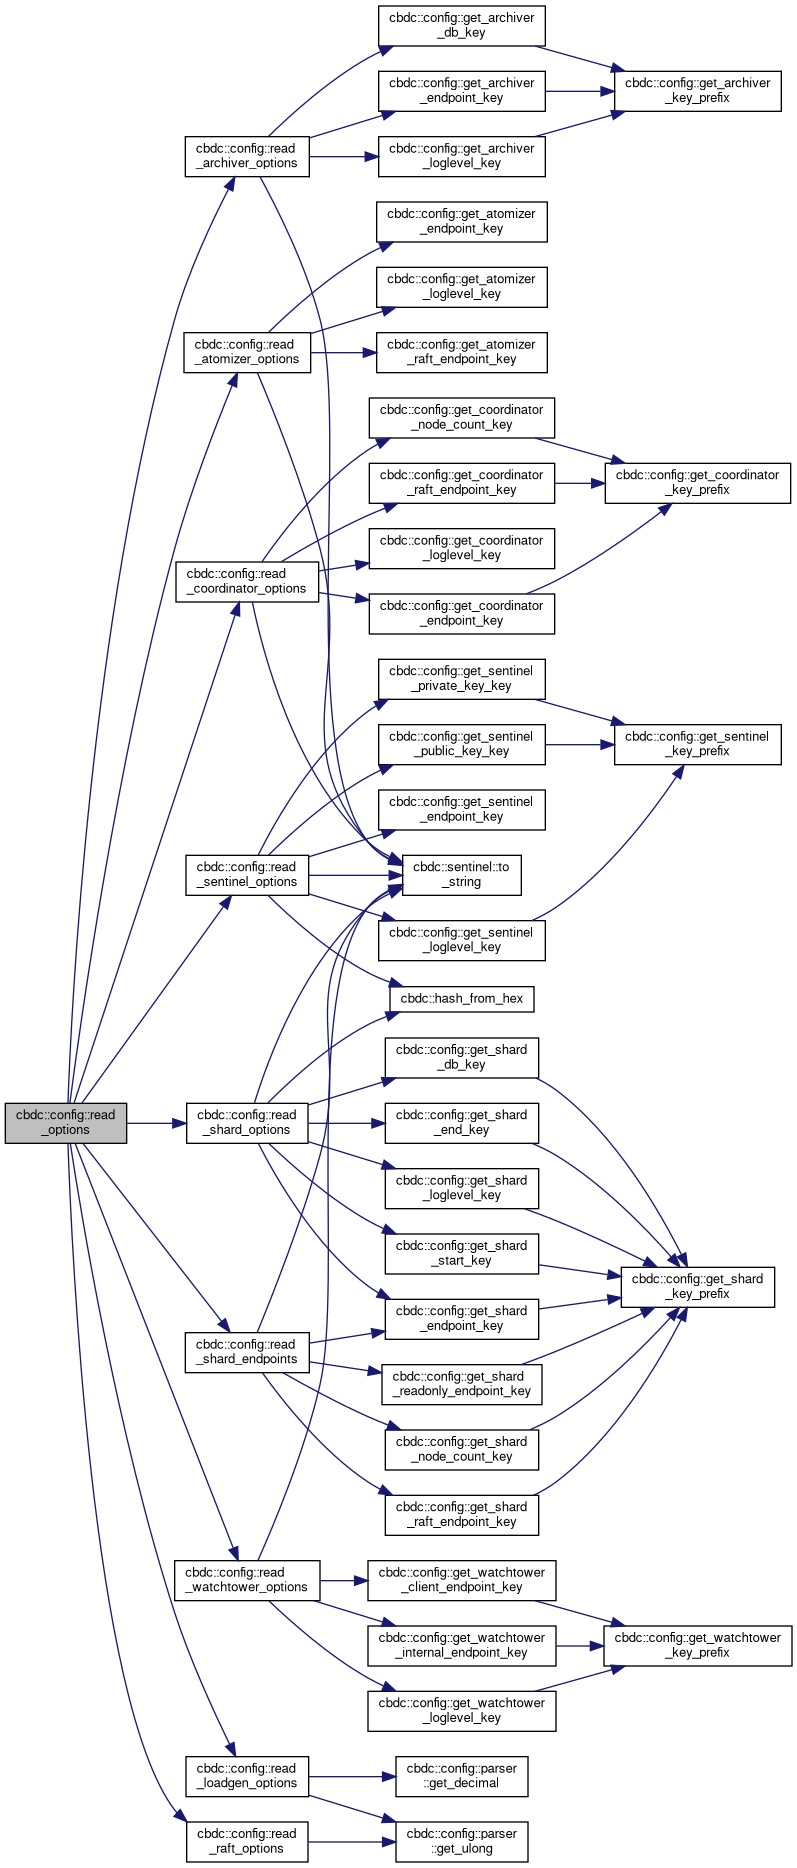 cbdc::config::get_archiver
_db_key
cbdc::config::get_archiver
_endpoint_key
cbdc::config::get_archiver
_key_prefix
cbdc::config::read
_archiver_options
cbdc::config::get_archiver
_loglevel_key
cbdc::config::get_atomizer
_endpoint_key
cbdc::config::get_atomizer
_loglevel_key
cbdc::config::read
_atomizer_options
cbdc::config::get_atomizer
_raft_endpoint_key
cbdc::config::get_coordinator
_node_count_key
cbdc::config::get_coordinator
_raft_endpoint_key
cbdc::config::get_coordinator
_key_prefix
cbdc::config::get_coordinator
_loglevel_key
cbdc::config::read
_coordinator_options
cbdc::config::get_coordinator
_endpoint_key
cbdc::config::get_sentinel
_private_key_key
cbdc::config::get_sentinel
_public_key_key
cbdc::config::get_sentinel
_key_prefix
cbdc::config::get_sentinel
_endpoint_key
cbdc::config::read
_sentinel_options
cbdc::sentinel::to
_string
cbdc::config::get_sentinel
_loglevel_key
cbdc::hash_from_hex
cbdc::config::get_shard
_db_key
cbdc::config::read
_options
cbdc::config::read
_shard_options
cbdc::config::get_shard
_end_key
cbdc::config::get_shard
_loglevel_key
cbdc::config::get_shard
_start_key
cbdc::config::get_shard
_key_prefix
cbdc::config::get_shard
_endpoint_key
cbdc::config::read
_shard_endpoints
cbdc::config::get_shard
_readonly_endpoint_key
cbdc::config::get_shard
_node_count_key
cbdc::config::get_shard
_raft_endpoint_key
cbdc::config::read
_watchtower_options
cbdc::config::get_watchtower
_client_endpoint_key
cbdc::config::get_watchtower
_internal_endpoint_key
cbdc::config::get_watchtower
_key_prefix
cbdc::config::get_watchtower
_loglevel_key
cbdc::config::read
_loadgen_options
cbdc::config::parser
::get_decimal
cbdc::config::read
_raft_options
cbdc::config::parser
::get_ulong